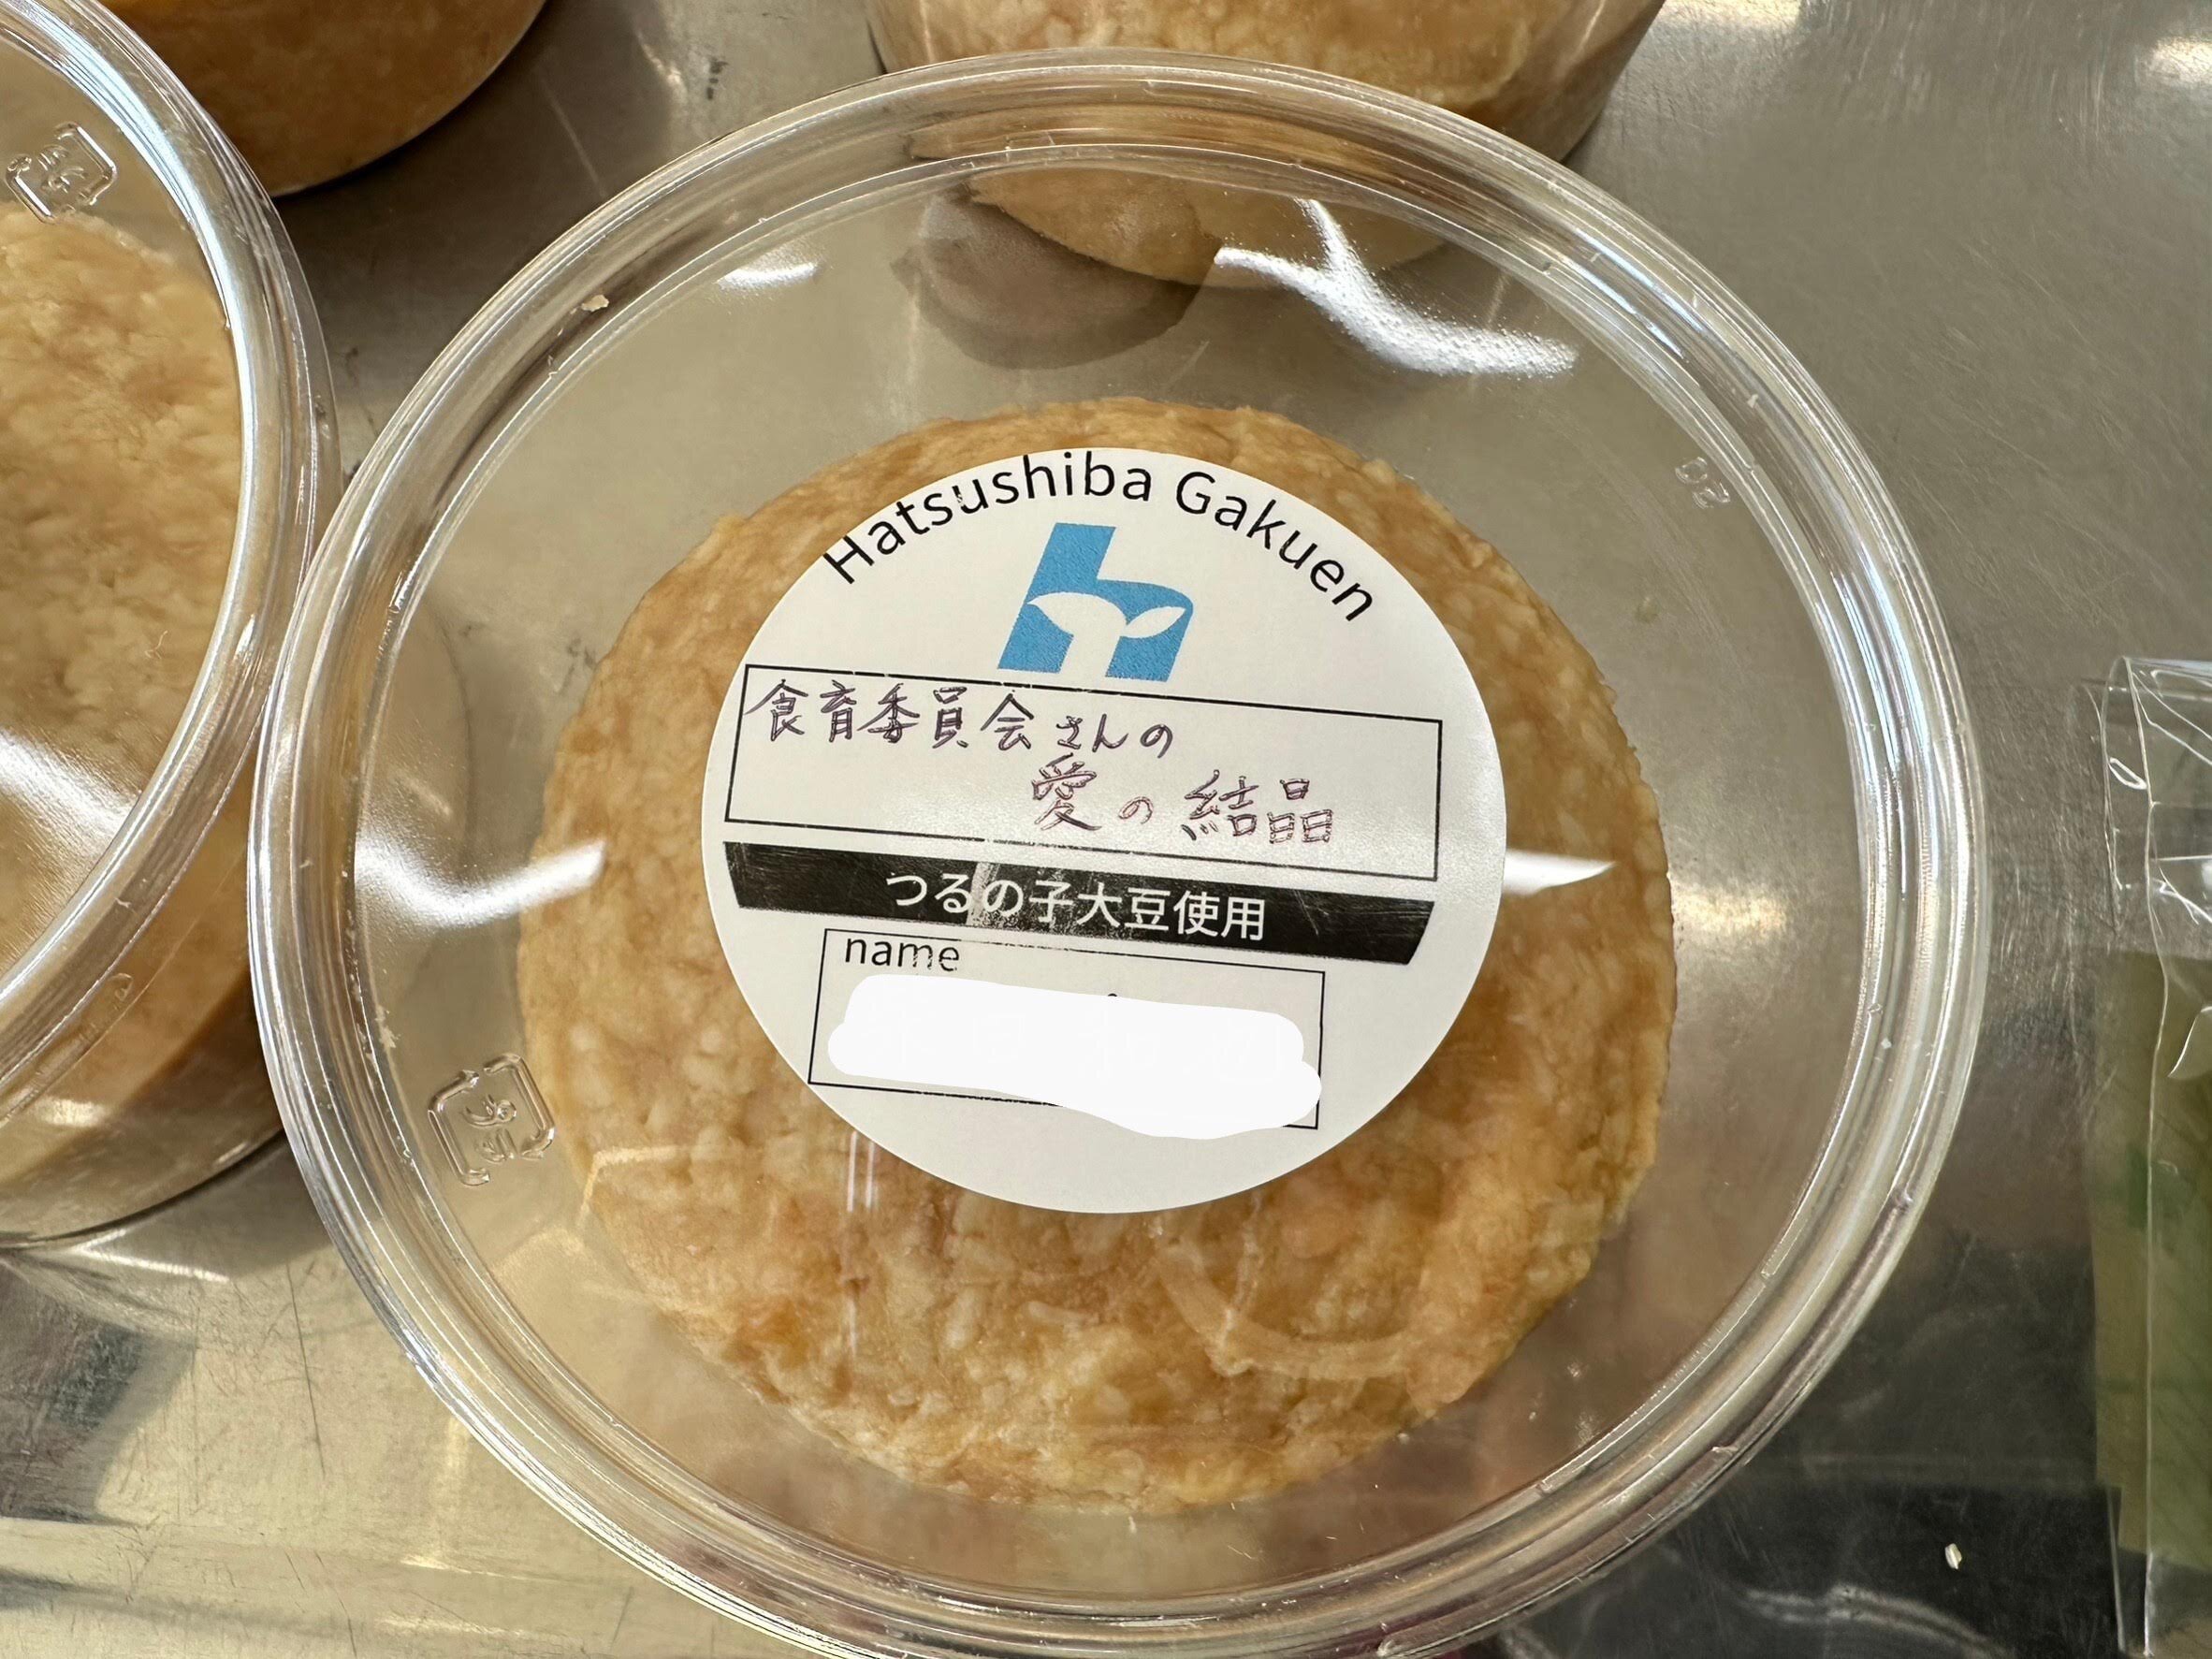 Hatsushiba Gakuen
食育委員会さんの
愛の結晶
つるの子大豆使用
name